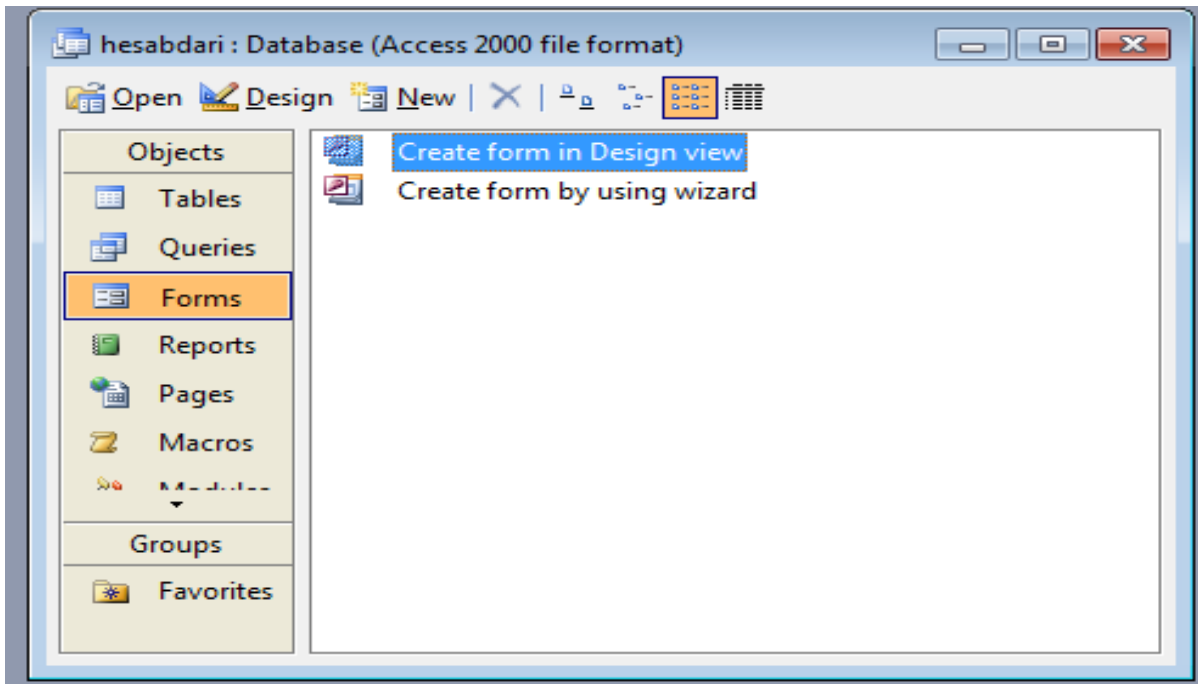 hesabdari : Database (Access 2000 file format)
Open Design New
Objects
Tables
Queries
Forms
Reports
Pages
Macros
Groups
Favorites
Create form in Design view
Create form by using wizard